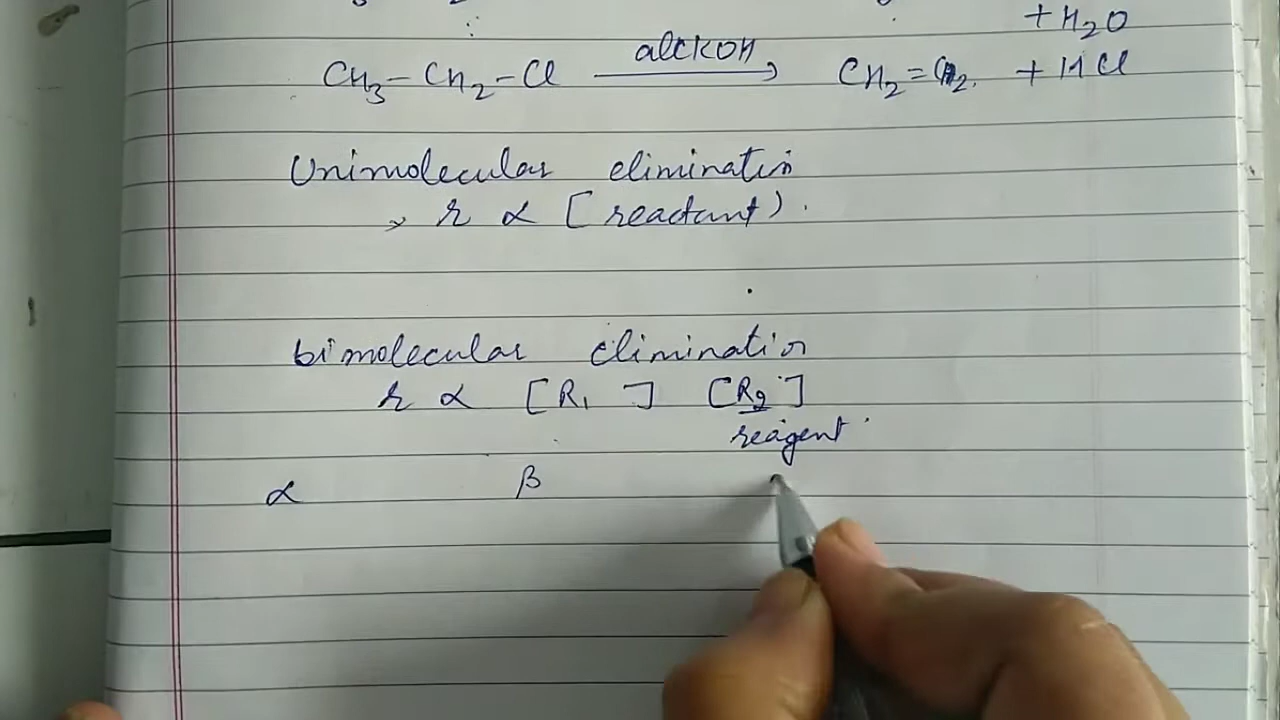 + H₂O
CH₃ – CH₂ – Cl alc KOH → CH₂ = CH₂. + HCl
Unimolecular elimination
r ∝ [reactant).
bimolecular elimination
r ∝ [R₁ ] [R₂]
reagent
α β